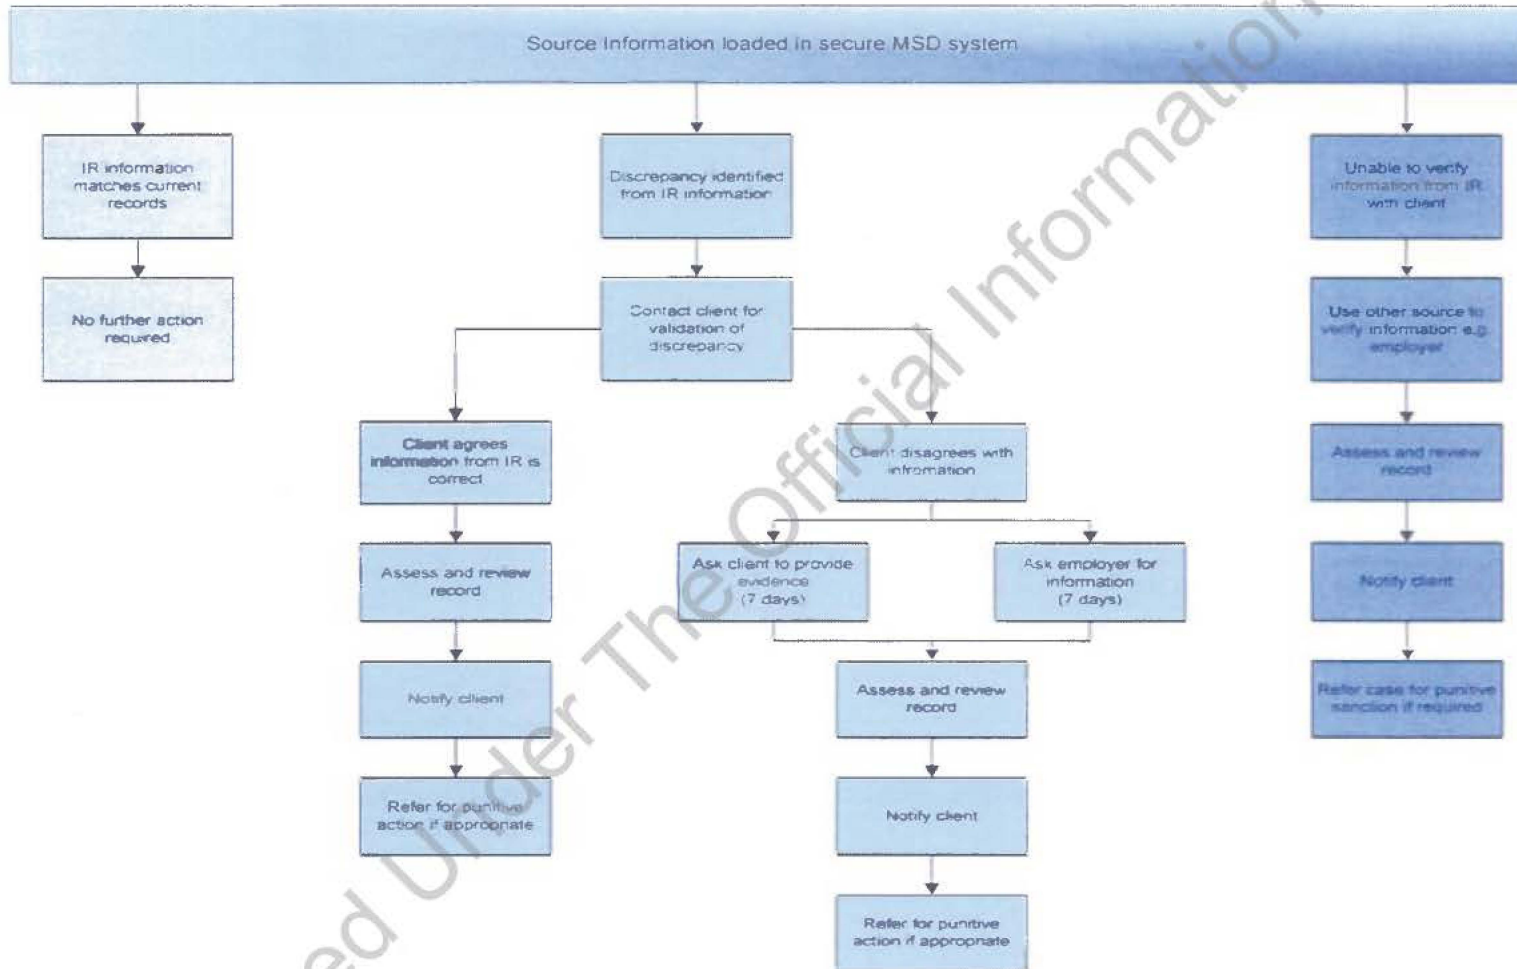 Source Information loaded in secure MSD system
IR information
matches current
records
No further action
required
Discrepancy identified
from IR information
Contact client for
validation of
discrepancy
Client agrees
information from IR is
correct
Assess and review
record
Notify client
Refer for punitive
action if appropriate
Client disagrees with
infromation
Ask client to provide
evidence
(7 days)
Ask employer for
information
(7 days)
Assess and review
record
Notify client
Refer for punitive
action if appropriate
Unable to verify
information from IR
with client
Use other source to
verify information e.g.
employer
Assess and review
record
Notify client
Refer case for punitive
sanction if required
ed Under The Official Information